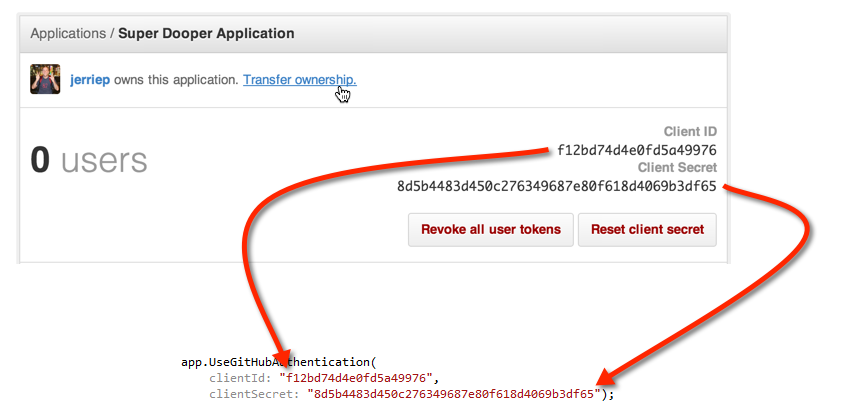 Applications / Super Dooper Application
jerriep owns this application. Transfer ownership.
0 users
Client ID
f12bd74d4e0fd5a49976
Client Secret
8d5b4483d450c276349687e80f618d4069b3df65
Revoke all user tokens
Reset client secret
app.UseGitHubAuthentication(
clientId: "f12bd74d4e0fd5a49976",
clientSecret: "8d5b4483d450c276349687e80f618d4069b3df65");